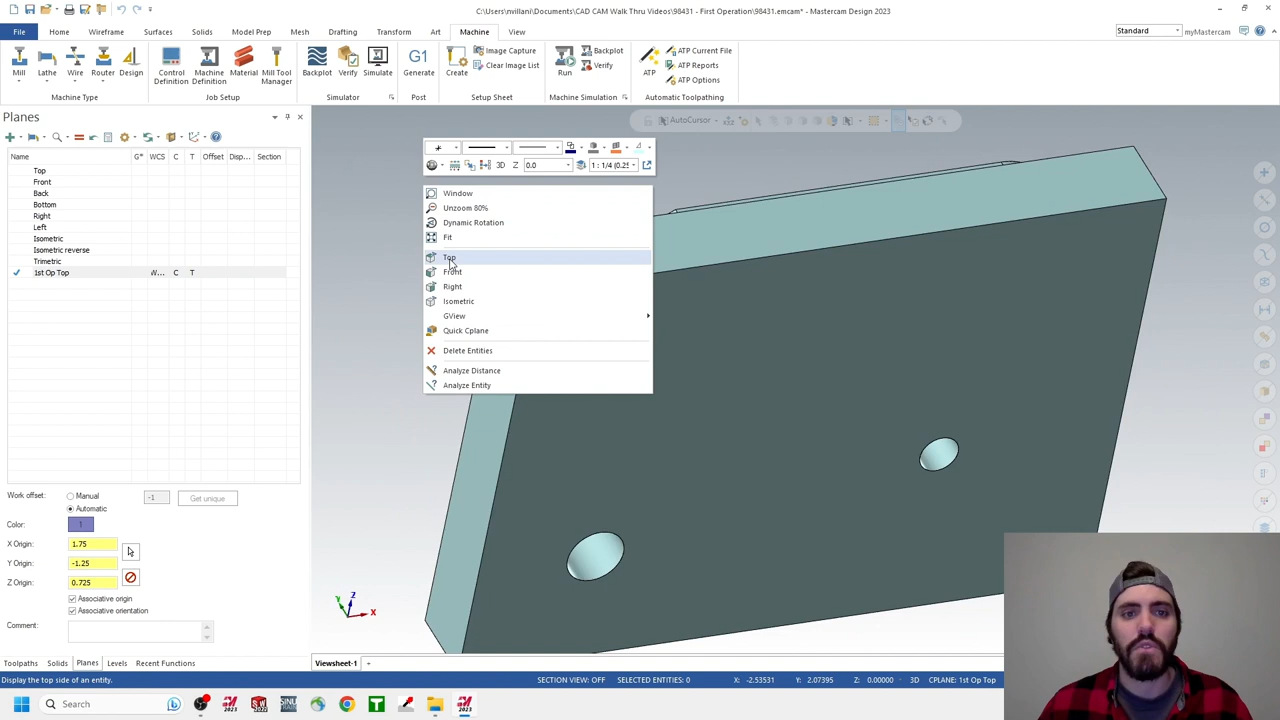 C:\Users\nvillani\Documents\CAD CAM Walk Thru Videos\98431 - First Operation\98431.emcam* - Mastercam Design 2023
File Home Wireframe Surfaces Solids Model Prep Mesh Drafting Transform Art Machine View
Standard myMastercam
Mill Lathe Wire Router Design
Machine Type
Control Definition Machine Definition Material Mill Tool Manager
Job Setup
Backplot Verify Simulate
Simulator
G1
Generate
Post
Create Image Capture
Clear Image List
Setup Sheet
Run Backplot
Verify
Machine Simulation
ATP ATP Current File
ATP Reports
ATP Options
Automatic Toolpathing
Planes
AutoCursor
Name G* WCS C T Offset Disp... Section
Top
Front
Back
Bottom
Right
Left
Isometric
Isometric reverse
Trimetric
1st Op Top W... C T
3D Z 0.0 1 : 1/4 (0.25
Window
Unzoom 80%
Dynamic Rotation
Fit
Top
Front
Right
Isometric
GView
Quick Cplane
Delete Entities
Analyze Distance
Analyze Entity
Work offset: Manual -1 Get unique
Automatic
Color: 1
X Origin: 1.75
Y Origin: -1.25
Z Origin: 0.725
Associative origin
Associative orientation
Comment:
Z
Y
X
Toolpaths Solids Planes Levels Recent Functions
Viewsheet-1 +
Display the top side of an entity. SECTION VIEW: OFF SELECTED ENTITIES: 0 X: -2.53531 Y: 2.07395 Z: 0.00000 3D CPLANE: 1st Op Top
Search